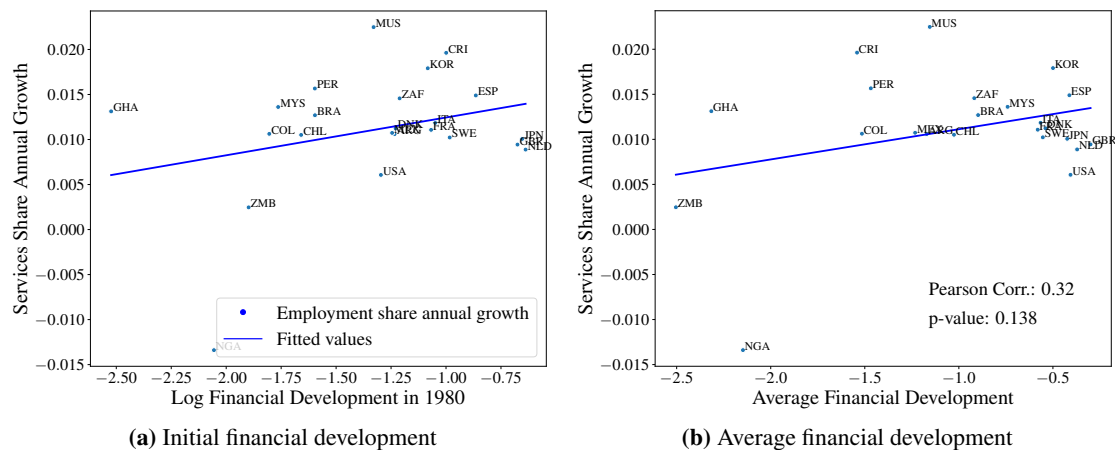 Services Share Annual Growth
0.020
0.015
0.010
0.005
0.000
−0.005
−0.010
−0.015
MUS
CRI
KOR
PER
ZAF
ESP
GHA
MYS
BRA
DNK
ITA
FRA
COL
CHL
SWE
JPN
GBR
NLD
USA
ZMB
NGA
Employment share annual growth
Fitted values
−2.50 −2.25 −2.00 −1.75 −1.50 −1.25 −1.00 −0.75
Log Financial Development in 1980
(a) Initial financial development
Services Share Annual Growth
0.020
0.015
0.010
0.005
0.000
−0.005
−0.010
−0.015
MUS
CRI
KOR
PER
ZAF
ESP
GHA
MYS
BRA
ITA
DNK
COL
MEX
ARG
CHL
SWE
JPN
GBR
NLD
USA
ZMB
NGA
Pearson Corr.: 0.32
p-value: 0.138
−2.5 −2.0 −1.5 −1.0 −0.5
Average Financial Development
(b) Average financial development